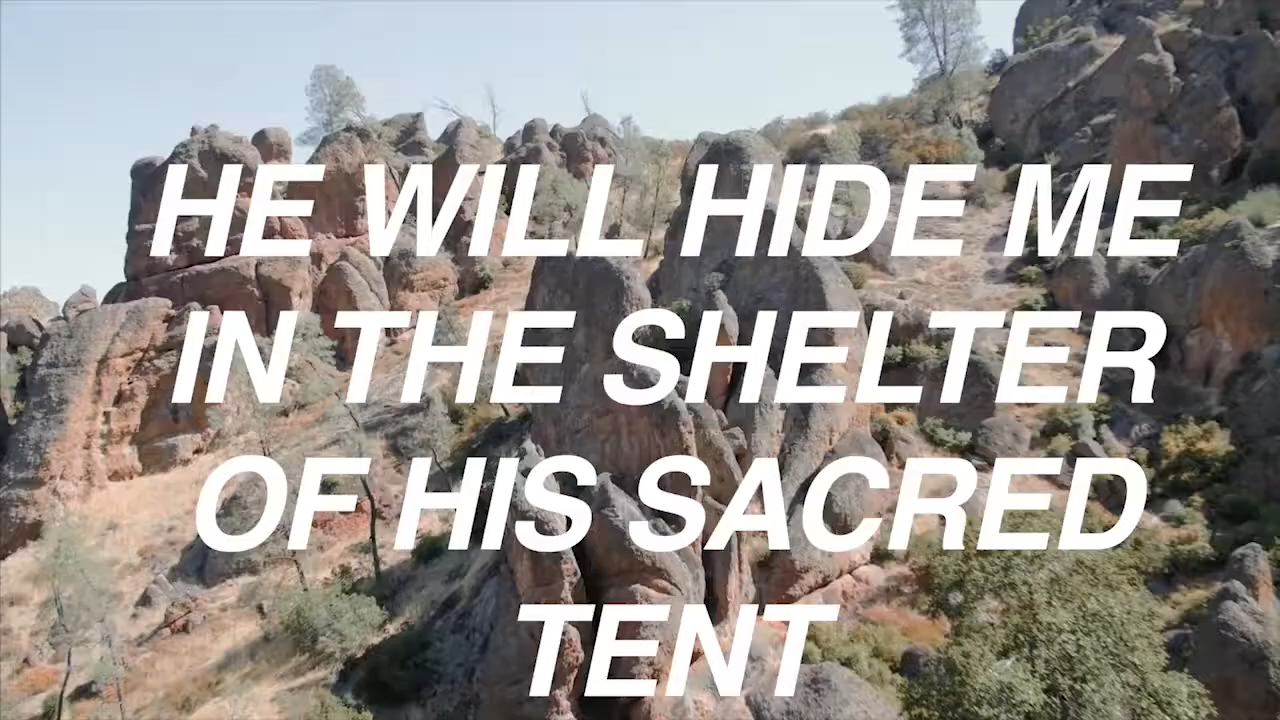 HE WILL HIDE ME
IN THE SHELTER
OF HIS SACRED
TENT